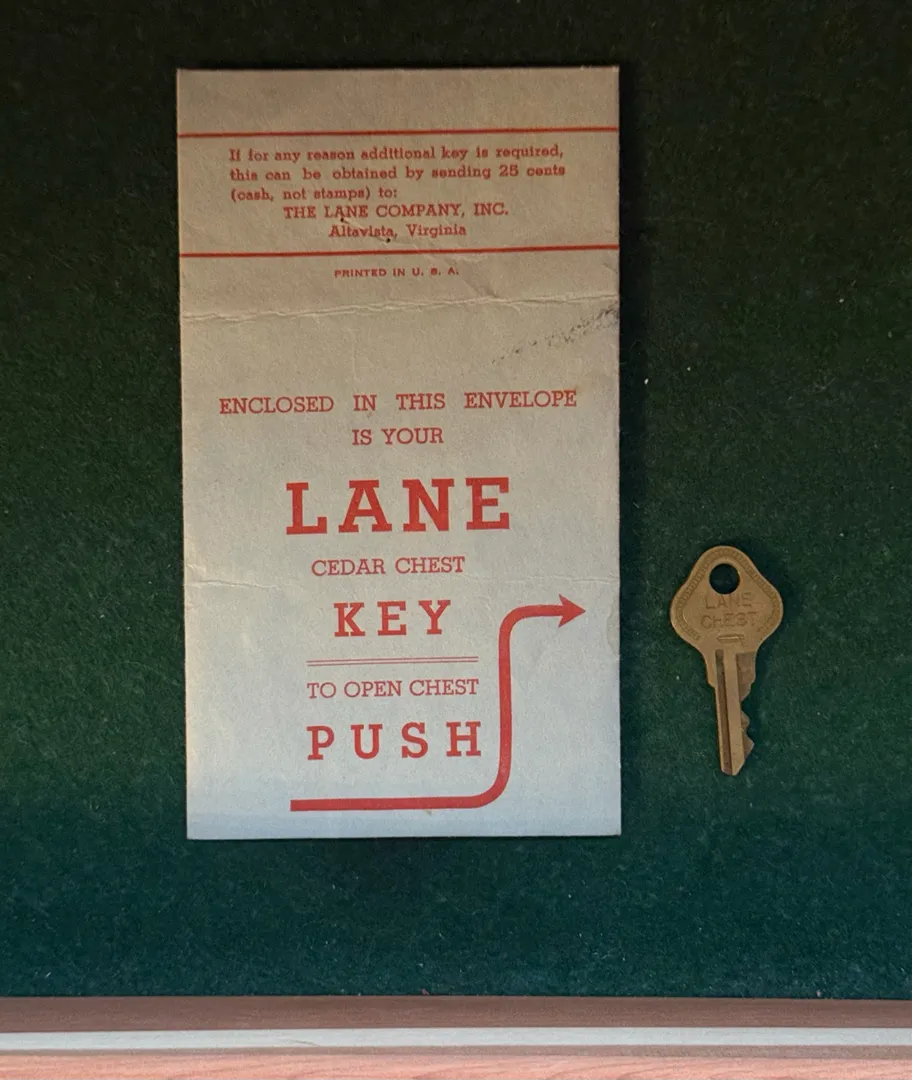 If for any reason additional key is required,
this can be obtained by sending 25 cents
(cash, not stamps) to:
THE LANE COMPANY, INC.
Altavista, Virginia
PRINTED IN U. S. A.
ENCLOSED IN THIS ENVELOPE
IS YOUR
LANE
CEDAR CHEST
KEY
TO OPEN CHEST
PUSH
LANE
CHEST